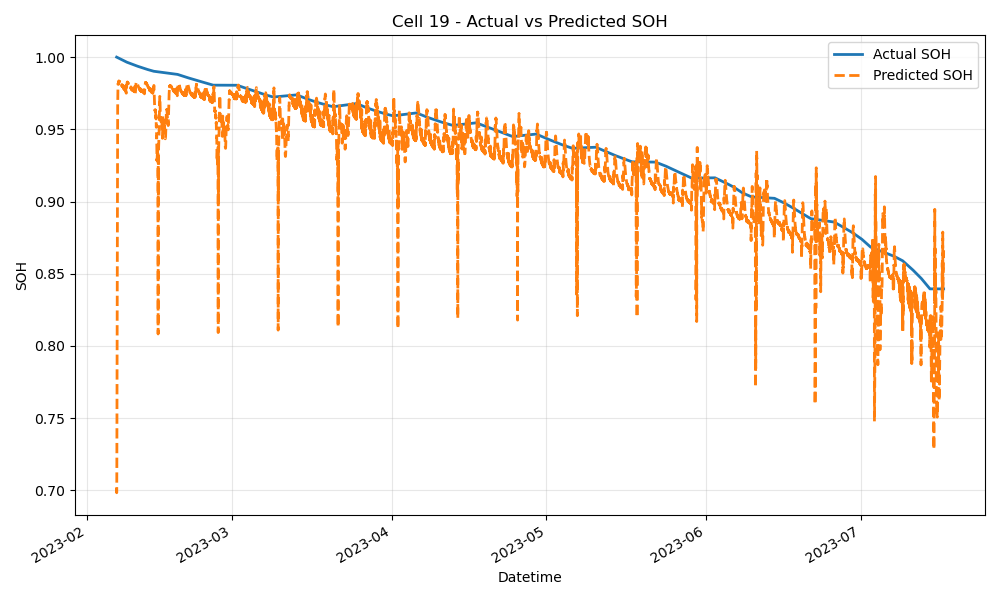 Cell 19 - Actual vs Predicted SOH
Actual SOH
Predicted SOH
SOH
1.00
0.95
0.90
0.85
0.80
0.75
0.70
2023-02
2023-03
2023-04
2023-05
2023-06
2023-07
Datetime